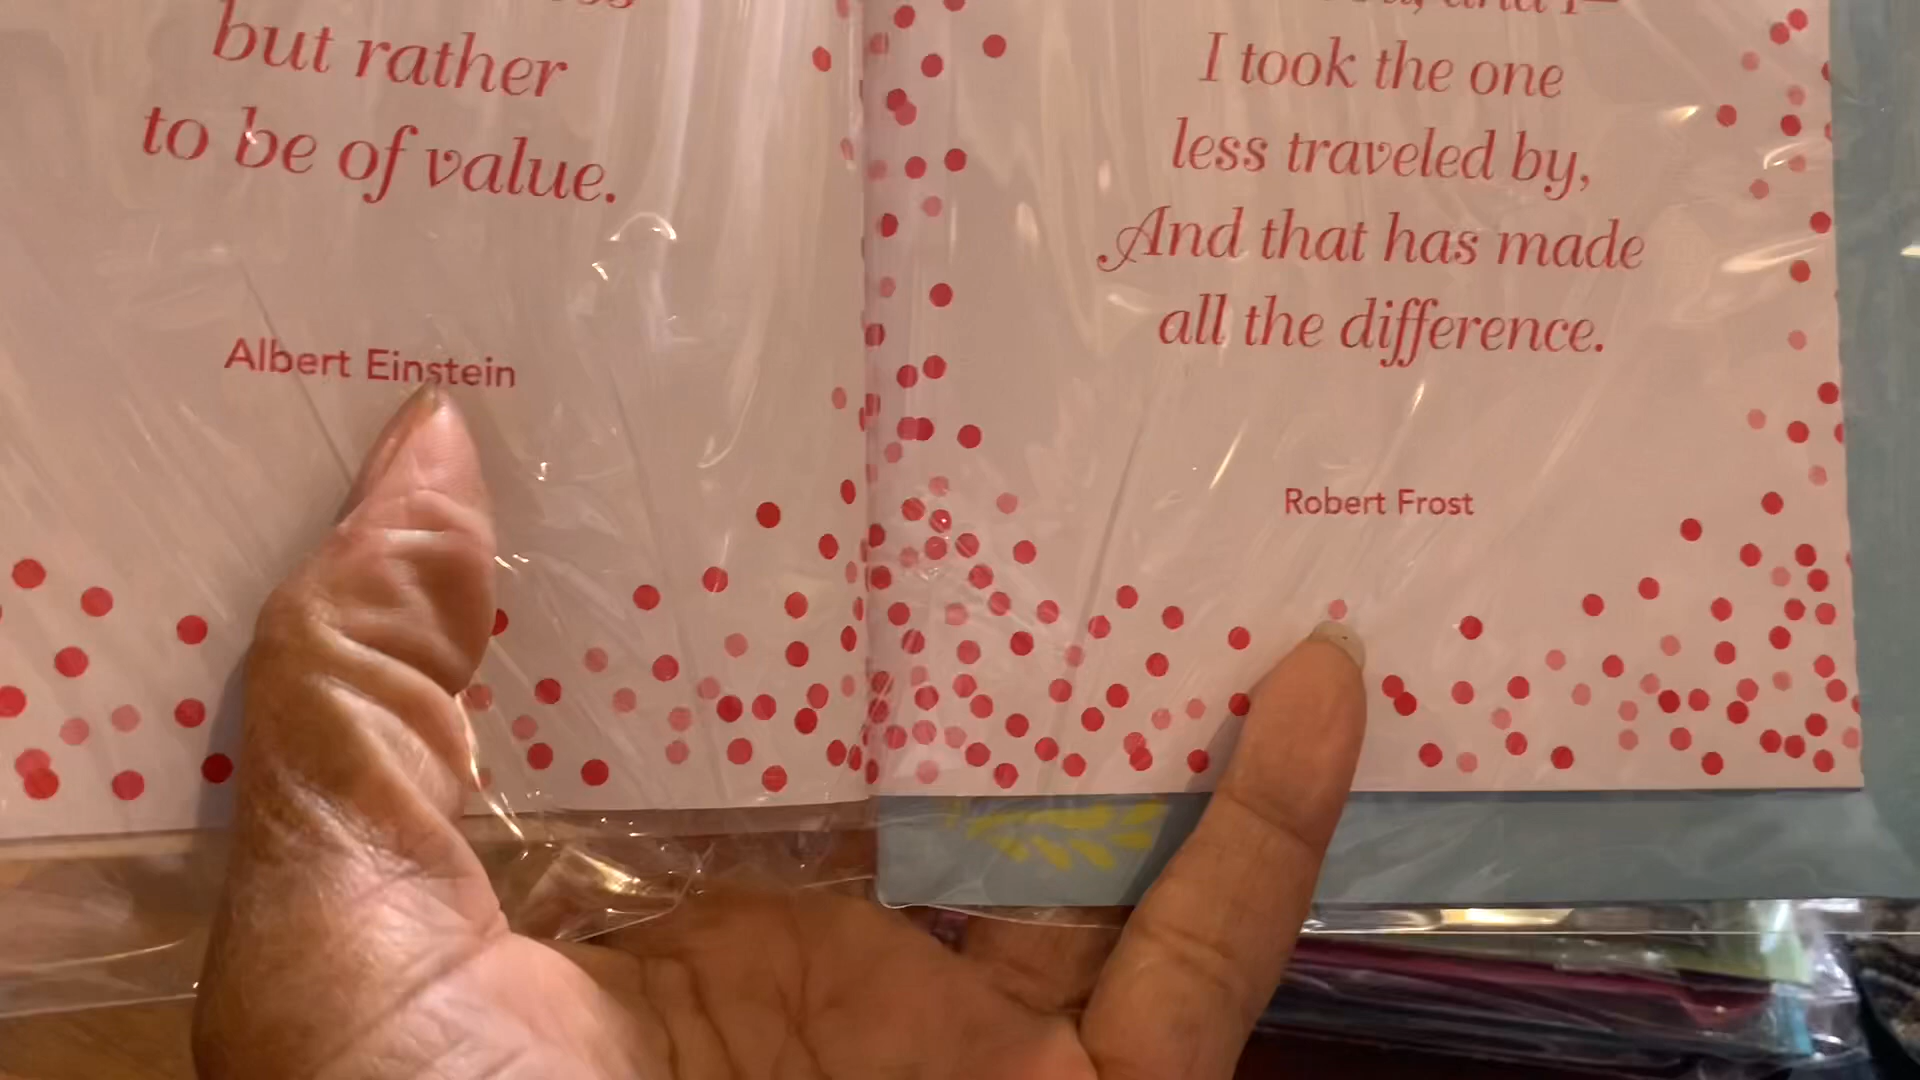 but rather
to be of value.
Albert Einstein
and I—
I took the one
less traveled by,
And that has made
all the difference.
Robert Frost